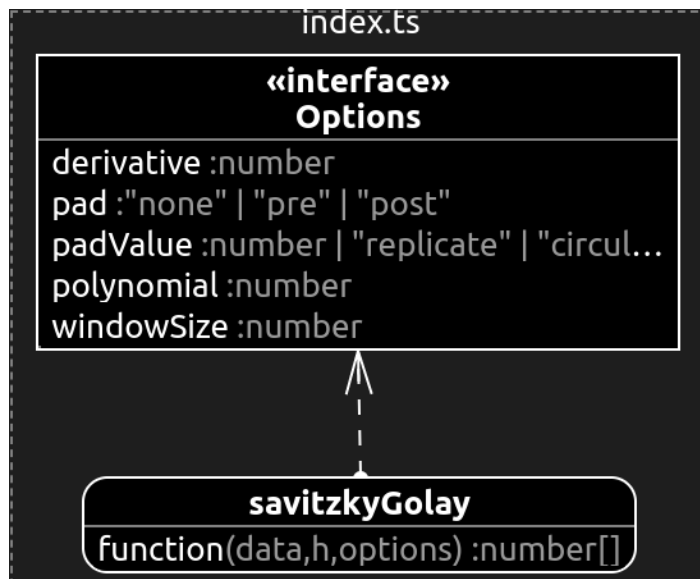 index.ts
«interface»
Options
derivative :number
pad :"none" | "pre" | "post"
padValue :number | "replicate" | "circul...
polynomial :number
windowSize :number
savitzkyGolay
function(data,h,options) :number[]